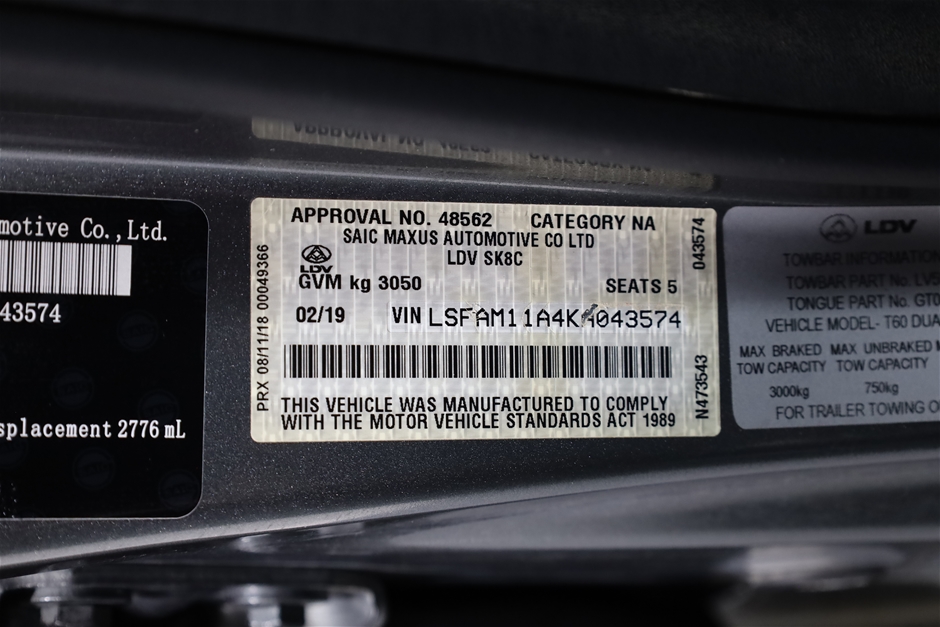 omotive Co.,Ltd.
43574
splacement 2776 mL
APPROVAL NO. 48562 CATEGORY NA
SAIC MAXUS AUTOMOTIVE CO LTD
LDV
LDV SK8C
GVM kg 3050 SEATS 5
02/19 VIN LSFAM11A4KA043574
THIS VEHICLE WAS MANUFACTURED TO COMPLY
WITH THE MOTOR VEHICLE STANDARDS ACT 1989
PRX 08/11/18 00049366
043574
N473543
LDV
TOWBAR INFORMATION
TOWBAR PART No. LV5
TONGUE PART No. GT0
VEHICLE MODEL- T60 DUA
MAX BRAKED MAX UNBRAKED
TOW CAPACITY TOW CAPACITY
3000kg 750kg
FOR TRAILER TOWING O